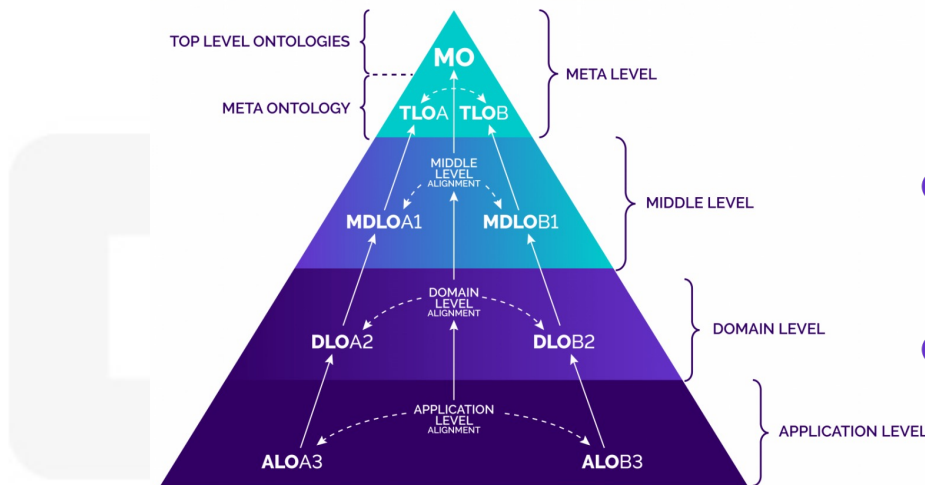 TOP LEVEL ONTOLOGIES
MO
META LEVEL
META ONTOLOGY
TLOA
TLOB
MIDDLE
LEVEL
ALIGNMENT
MIDDLE LEVEL
MDLOA1
MDLOB1
DOMAIN
LEVEL
ALIGNMENT
DOMAIN LEVEL
DLOA2
DLOB2
APPLICATION
LEVEL
ALIGNMENT
APPLICATION LEVEL
ALOA3
ALOB3